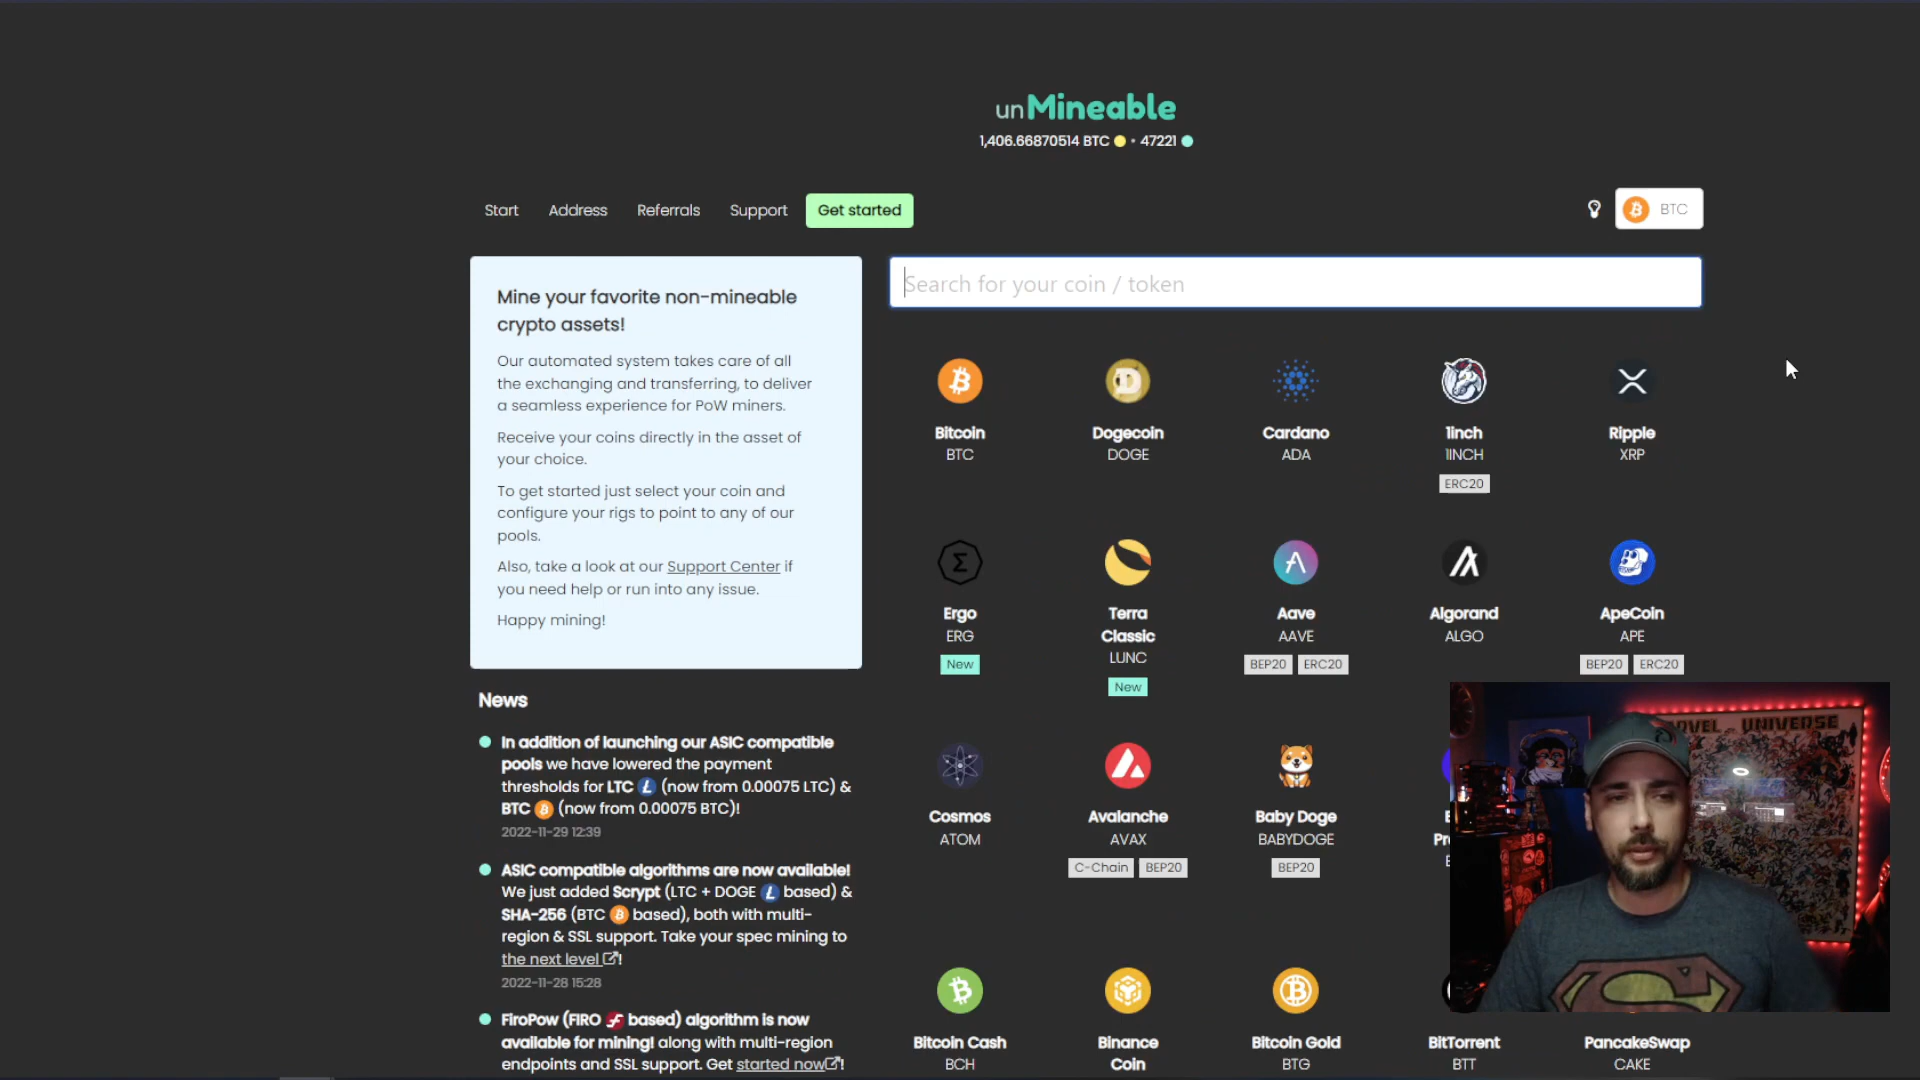 unMineable
1,406.66870514 BTC • 47221
Start Address Referrals Support Get started
BTC
Mine your favorite non-mineable
crypto assets!
Our automated system takes care of all
the exchanging and transferring, to deliver
a seamless experience for PoW miners.
Receive your coins directly in the asset of
your choice.
To get started just select your coin and
configure your rigs to point to any of our
pools.
Also, take a look at our Support Center if
you need help or run into any issue.
Happy mining!
News
In addition of launching our ASIC compatible
pools we have lowered the payment
thresholds for LTC (now from 0.00075 LTC) &
BTC (now from 0.00075 BTC)!
2022-11-29 12:39
ASIC compatible algorithms are now available!
We just added Scrypt (LTC + DOGE based) &
SHA-256 (BTC based), both with multi-
region & SSL support. Take your spec mining to
the next level !
2022-11-28 15:28
FiroPow (FIRO based) algorithm is now
available for mining! along with multi-region
endpoints and SSL support. Get started now !
Search for your coin / token
Bitcoin
BTC
Dogecoin
DOGE
Cardano
ADA
1inch
1INCH
ERC20
Ripple
XRP
Ergo
ERG
New
Terra
Classic
LUNC
New
Aave
AAVE
BEP20 ERC20
Algorand
ALGO
ApeCoin
APE
BEP20 ERC20
Cosmos
ATOM
Avalanche
AVAX
C-Chain BEP20
Baby Doge
BABYDOGE
BEP20
MARVEL UNIVERSE
Bitcoin Cash
BCH
Binance
Coin
Bitcoin Gold
BTG
BitTorrent
BTT
PancakeSwap
CAKE